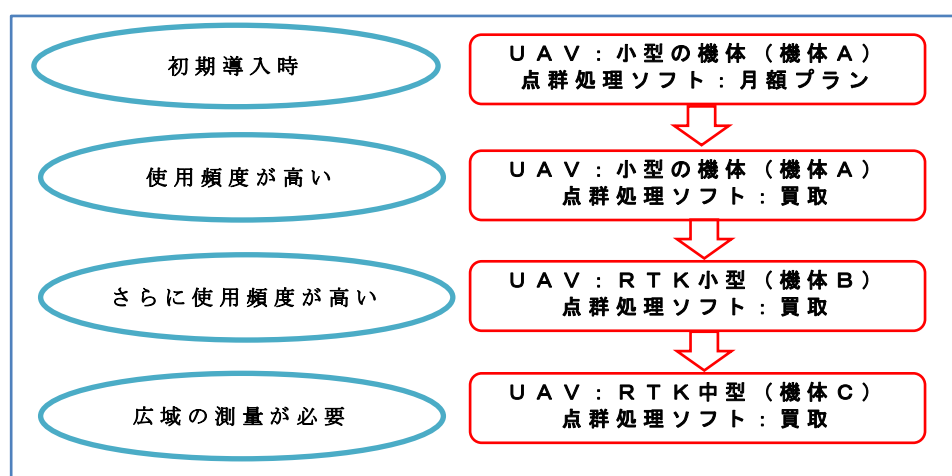 初期導入時
ＵＡＶ：小型の機体（機体Ａ）
点群処理ソフト：月額プラン
使用頻度が高い
ＵＡＶ：小型の機体（機体Ａ）
点群処理ソフト：買取
さらに使用頻度が高い
ＵＡＶ：ＲＴＫ小型（機体Ｂ）
点群処理ソフト：買取
広域の測量が必要
ＵＡＶ：ＲＴＫ中型（機体Ｃ）
点群処理ソフト：買取